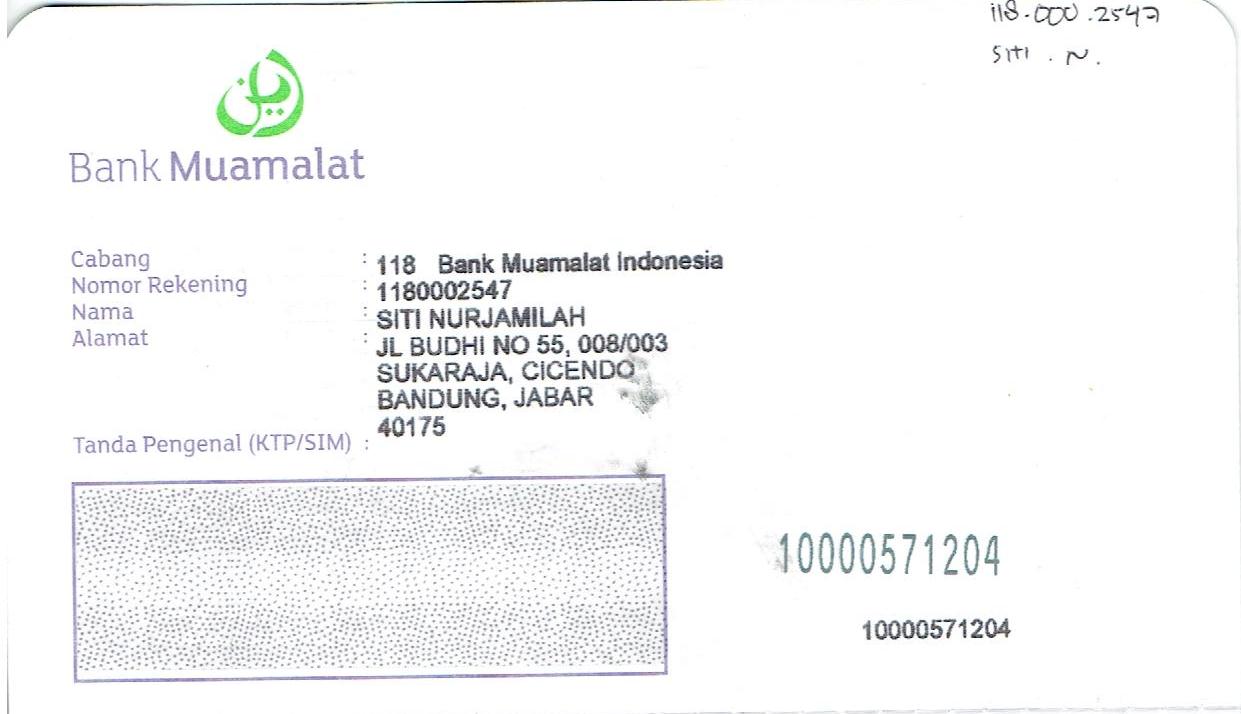 118.000.2547
SITI . N.
Bank Muamalat
Cabang : 118 Bank Muamalat Indonesia
Nomor Rekening : 1180002547
Nama : SITI NURJAMILAH
Alamat : JL BUDHI NO 55, 008/003
SUKARAJA, CICENDO
BANDUNG, JABAR
40175
Tanda Pengenal (KTP/SIM) :
10000571204
10000571204